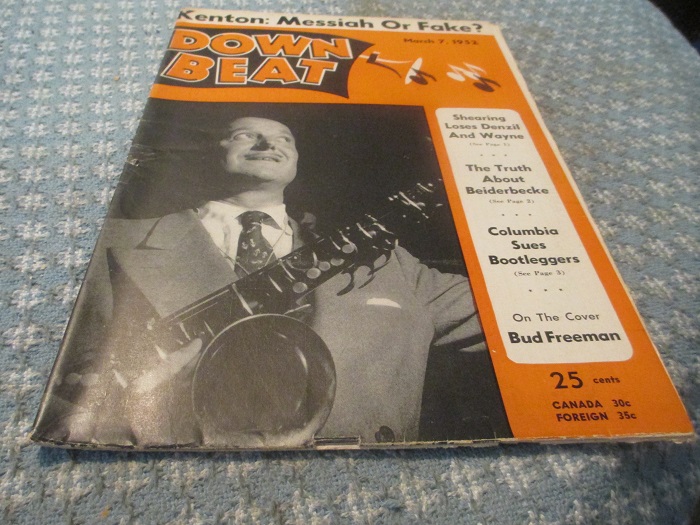 Kenton: Messiah Or Fake?
DOWN
BEAT
March 7, 1952
Shearing
Loses Denzil
And Wayne
(See Page 1)
The Truth
About
Beiderbecke
(See Page 2)
Columbia
Sues
Bootleggers
(See Page 3)
On The Cover
Bud Freeman
25 cents
CANADA 30c
FOREIGN 35c